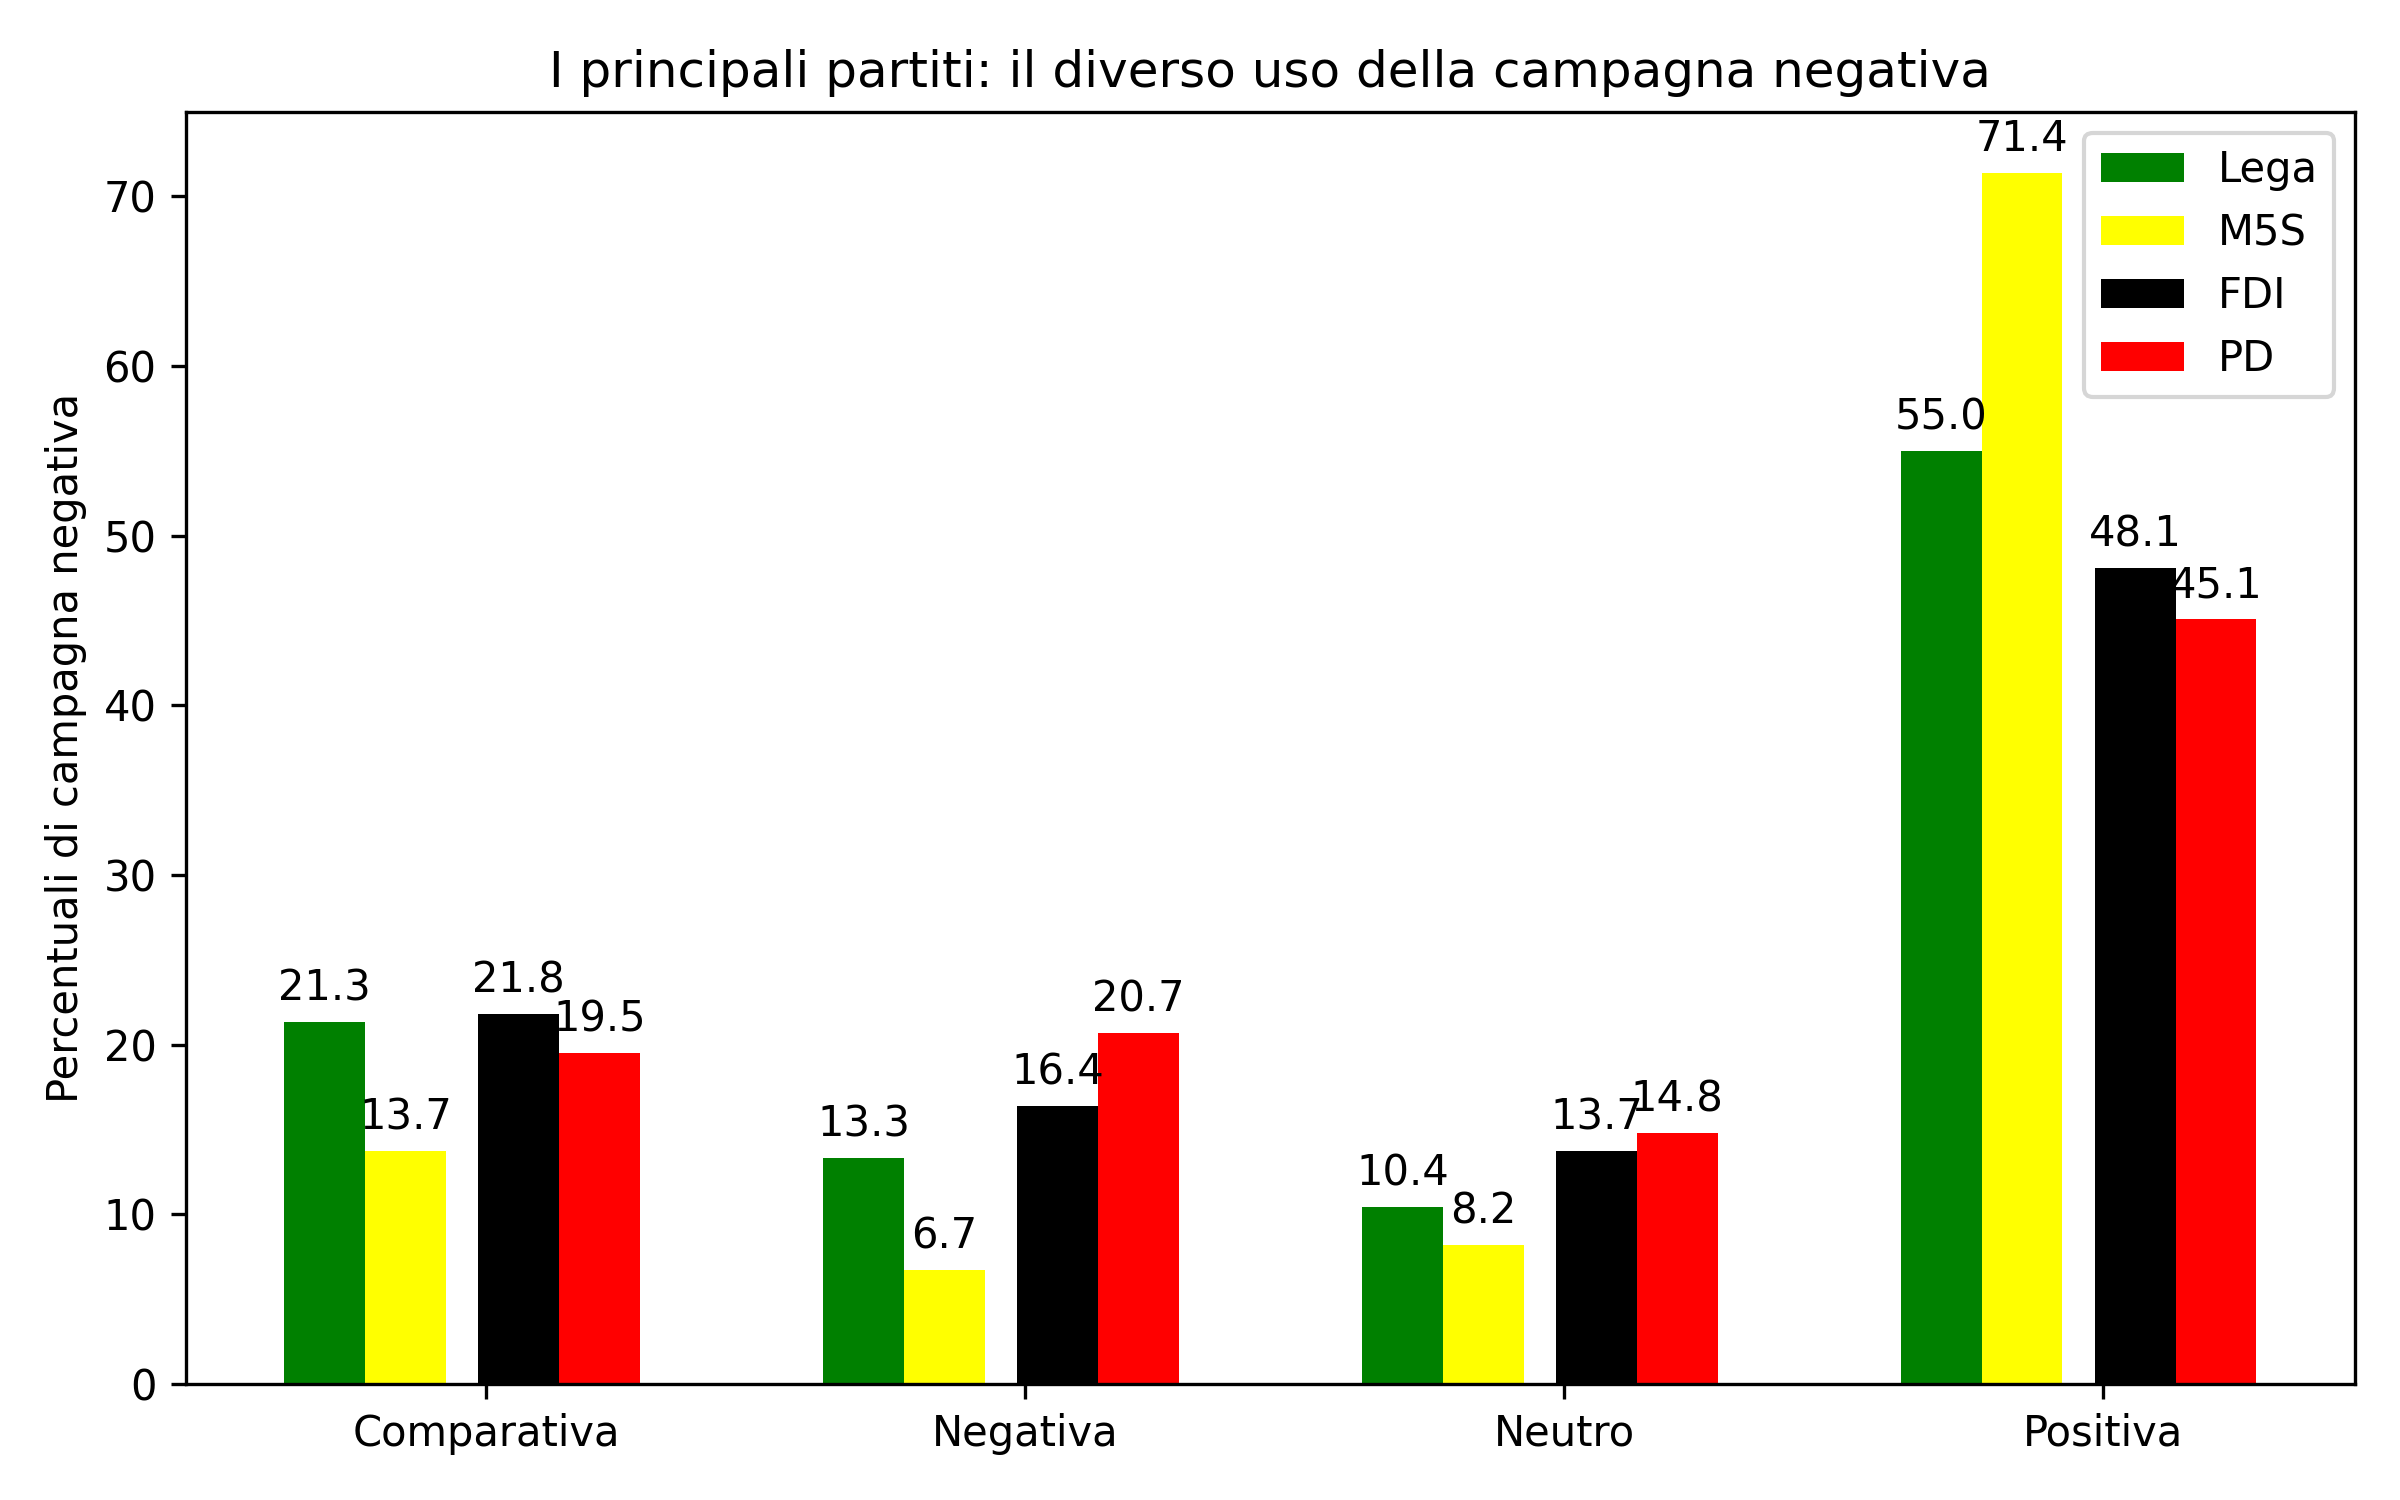 I principali partiti: il diverso uso della campagna negativa
Percentuali di campagna negativa
70
60
50
40
30
20
10
0
21.3
13.7
21.8
19.5
13.3
6.7
16.4
20.7
10.4
8.2
13.7
14.8
55.0
71.4
48.1
45.1
Lega
M5S
FDI
PD
Comparativa
Negativa
Neutro
Positiva